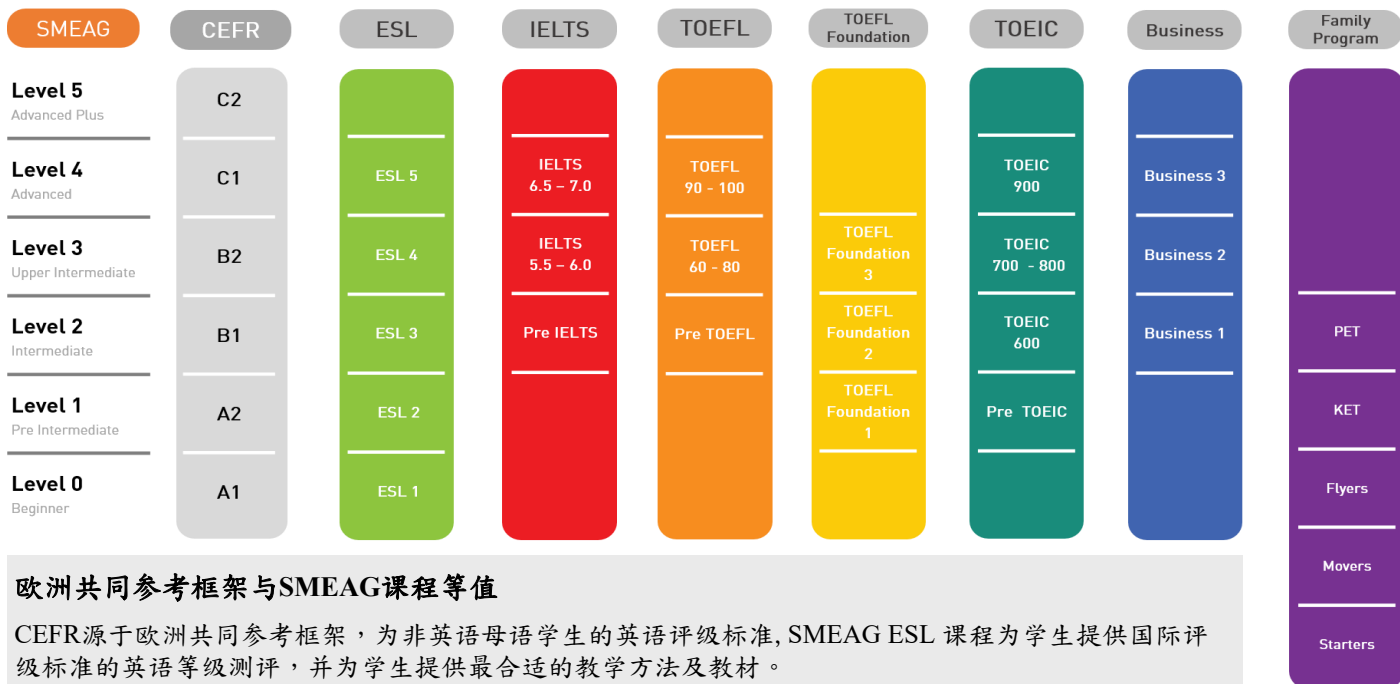 SMEAG
CEFR
ESL
IELTS
TOEFL
TOEFL
Foundation
TOEIC
Business
Family
Program
Level 5
Advanced Plus
C2
Level 4
Advanced
C1
ESL 5
IELTS
6.5 – 7.0
TOEFL
90 - 100
TOEIC
900
Business 3
Level 3
Upper Intermediate
B2
ESL 4
IELTS
5.5 – 6.0
TOEFL
60 - 80
TOEFL
Foundation
3
TOEIC
700 - 800
Business 2
Level 2
Intermediate
B1
ESL 3
Pre IELTS
Pre TOEFL
TOEFL
Foundation
2
TOEIC
600
Business 1
PET
Level 1
Pre Intermediate
A2
ESL 2
TOEFL
Foundation
1
Pre TOEIC
KET
Level 0
Beginner
A1
ESL 1
Flyers
Movers
Starters
欧洲共同参考框架与SMEAG课程等值
CEFR源于欧洲共同参考框架，为非英语母语学生的英语评级标准, SMEAG ESL 课程为学生提供国际评
级标准的英语等级测评，并为学生提供最合适的教学方法及教材。